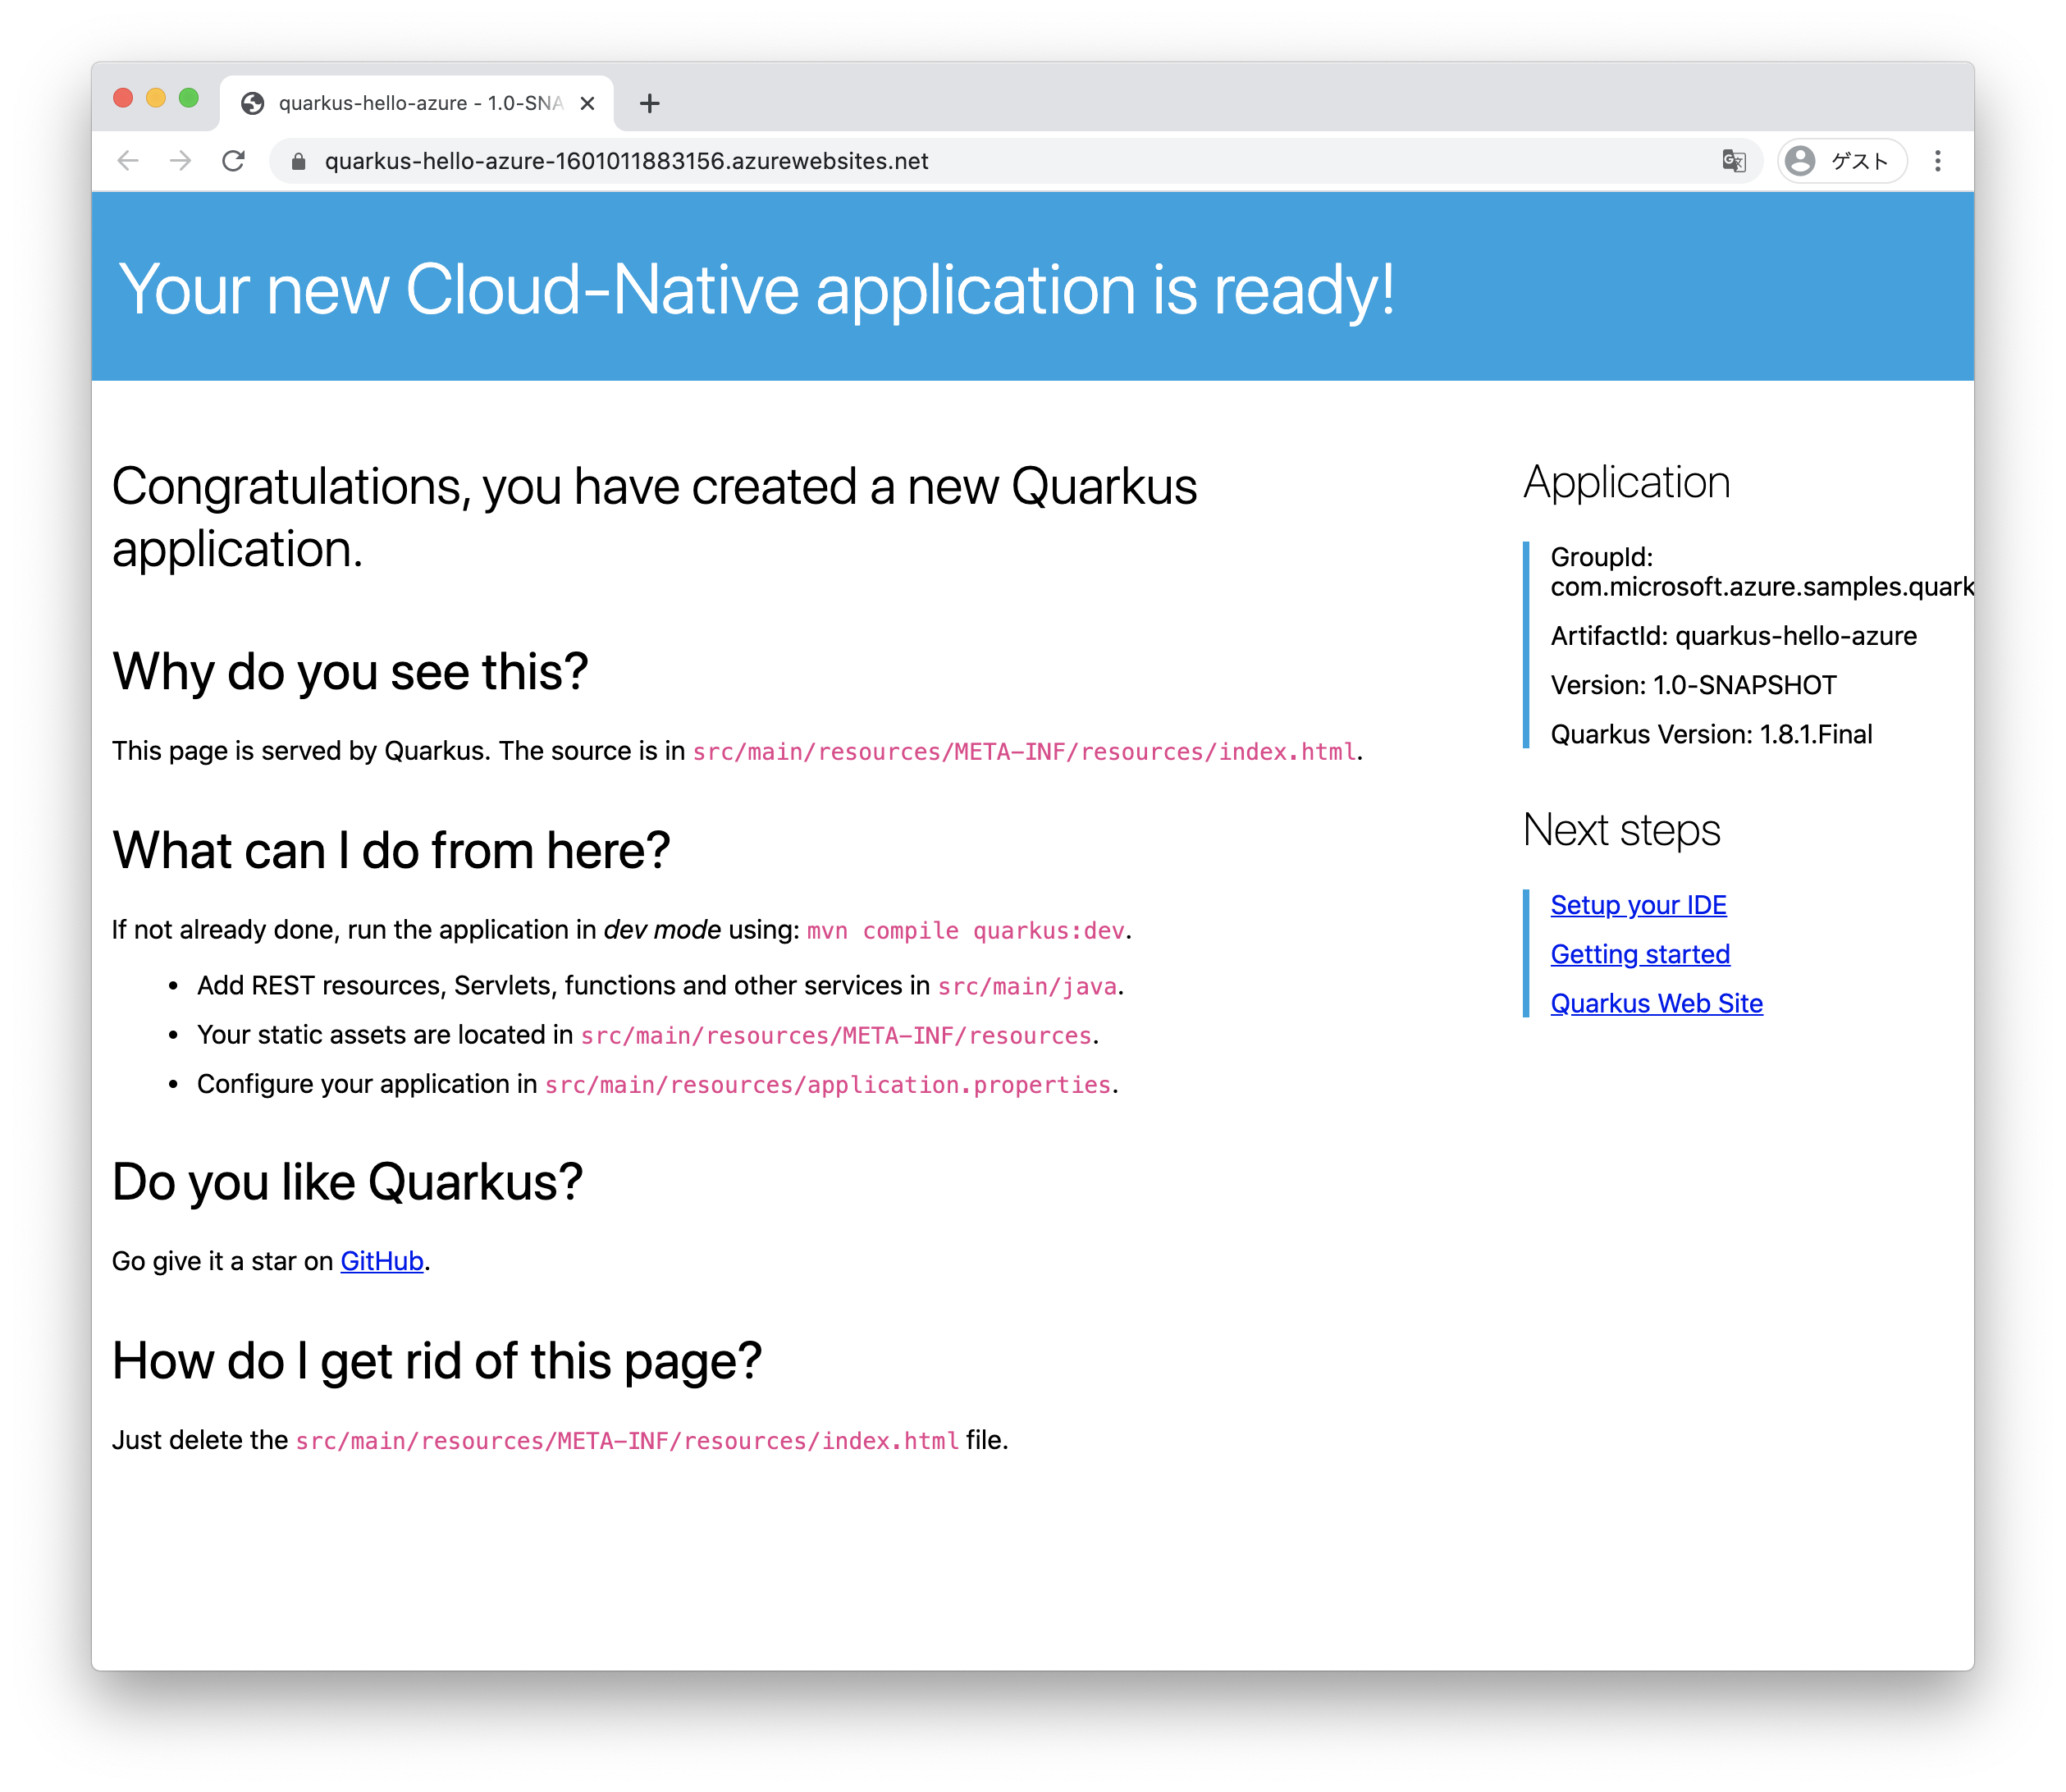 quarkus-hello-azure - 1.0-SNA
quarkus-hello-azure-1601011883156.azurewebsites.net
ゲスト
Your new Cloud-Native application is ready!
Congratulations, you have created a new Quarkus
application.
Why do you see this?
This page is served by Quarkus. The source is in src/main/resources/META-INF/resources/index.html.
What can I do from here?
If not already done, run the application in dev mode using: mvn compile quarkus:dev.
• Add REST resources, Servlets, functions and other services in src/main/java.
• Your static assets are located in src/main/resources/META-INF/resources.
• Configure your application in src/main/resources/application.properties.
Do you like Quarkus?
Go give it a star on GitHub.
How do I get rid of this page?
Just delete the src/main/resources/META-INF/resources/index.html file.
Application
GroupId:
com.microsoft.azure.samples.quark
ArtifactId: quarkus-hello-azure
Version: 1.0-SNAPSHOT
Quarkus Version: 1.8.1.Final
Next steps
Setup your IDE
Getting started
Quarkus Web Site